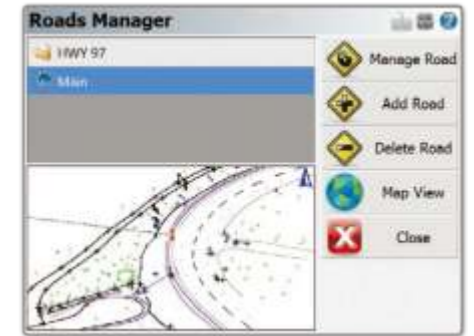 Roads Manager
HWY 97
Main
Manage Road
Add Road
Delete Road
Map View
Close